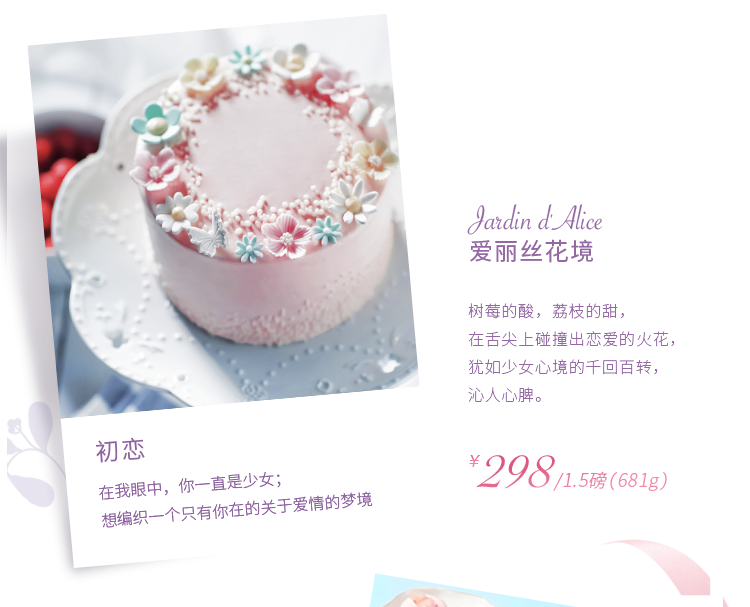 Jardin d'Alice
爱丽丝花境
树莓的酸，荔枝的甜，
在舌尖上碰撞出恋爱的火花，
犹如少女心境的千回百转，
沁人心脾。
¥298/1.5磅(681g)
初恋
在我眼中，你一直是少女；
想编织一个只有你在的关于爱情的梦境